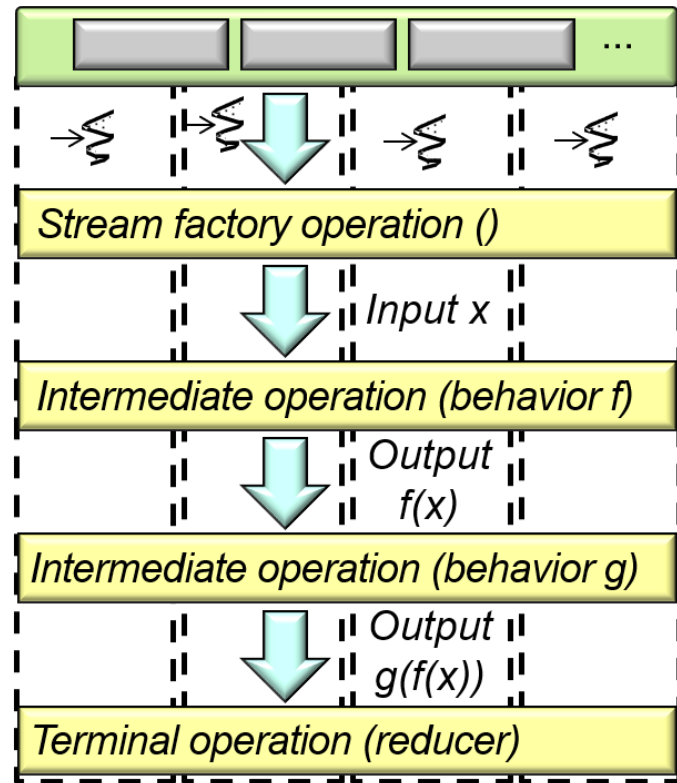 ...
Stream factory operation ()
Input x
Intermediate operation (behavior f)
Output
f(x)
Intermediate operation (behavior g)
Output
g(f(x))
Terminal operation (reducer)